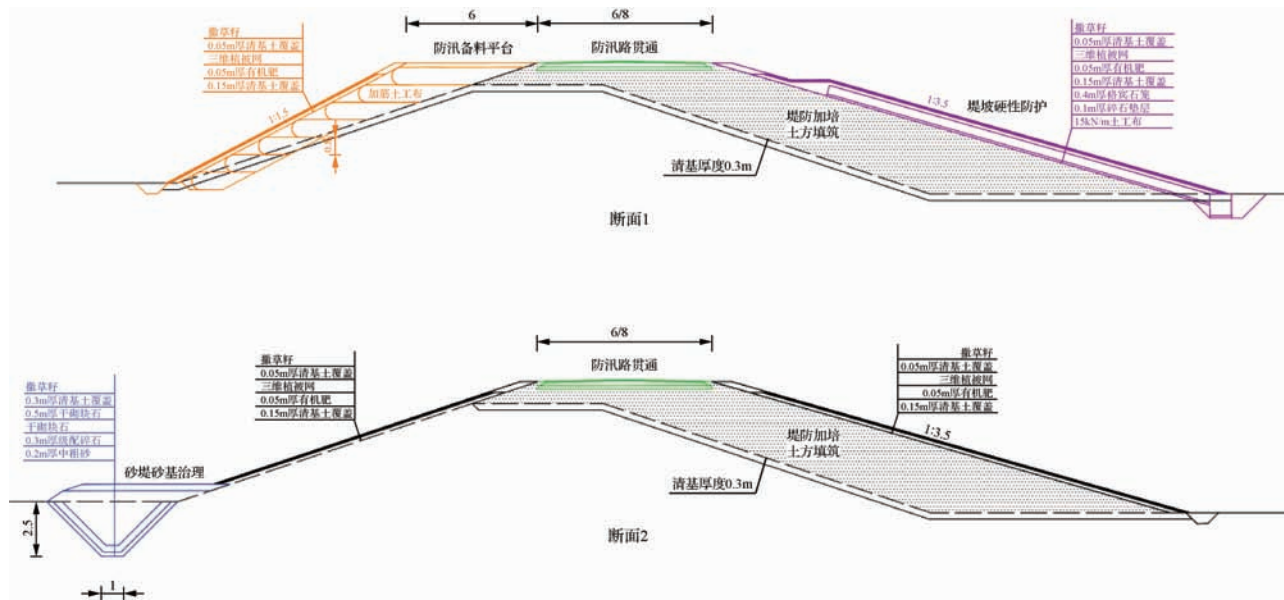 6
6/8
防汛备料平台
防汛路贯通
撒草籽
0.05m厚清基土覆盖
三维植被网
0.05m厚有机肥
0.15m厚清基土覆盖
1:1.5
加筋土工布
堤防加培
土方填筑
清基厚度0.3m
1:3.5
堤坡硬性防护
撒草籽
0.05m厚清基土覆盖
三维植被网
0.05m厚有机肥
0.15m厚清基土覆盖
0.4m厚格宾石笼
0.1m厚碎石垫层
15kN/m土工布
断面1
6/8
防汛路贯通
撒草籽
0.3m厚清基土覆盖
0.5m厚干砌块石
干砌块石
0.3m厚级配碎石
0.2m厚中粗砂
砂堤砂基治理
2.5
1
撒草籽
0.05m厚清基土覆盖
三维植被网
0.05m厚有机肥
0.15m厚清基土覆盖
堤防加培
土方填筑
清基厚度0.3m
撒草籽
0.05m厚清基土覆盖
三维植被网
0.05m厚有机肥
0.15m厚清基土覆盖
1:3.5
断面2